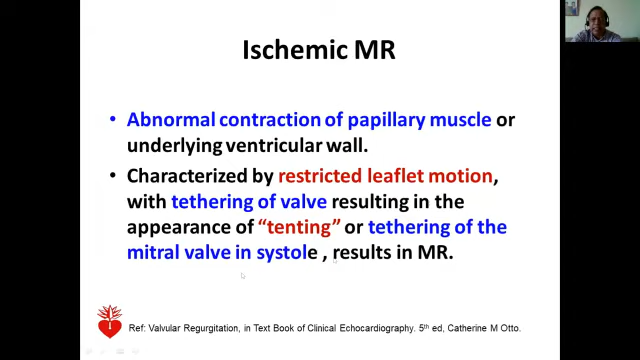 Ischemic MR
• Abnormal contraction of papillary muscle or
underlying ventricular wall.
• Characterized by restricted leaflet motion,
with tethering of valve resulting in the
appearance of “tenting” or tethering of the
mitral valve in systole , results in MR.
Ref: Valvular Regurgitation, in Text Book of Clinical Echocardiography. 5th ed, Catherine M Otto.